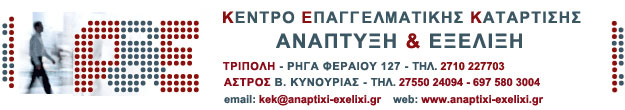 ΚΕΝΤΡΟ ΕΠΑΓΓΕΛΜΑΤΙΚΗΣ ΚΑΤΑΡΤΙΣΗΣ
ΑΝΑΠΤΥΞΗ & ΕΞΕΛΙΞΗ
ΤΡΙΠΟΛΗ - ΡΗΓΑ ΦΕΡΑΙΟΥ 127 - ΤΗΛ. 2710 227703
ΑΣΤΡΟΣ Β. ΚΥΝΟΥΡΙΑΣ - ΤΗΛ. 27550 24094 - 697 580 3004
email: kek@anaptixi-exelixi.gr web: www.anaptixi-exelixi.gr